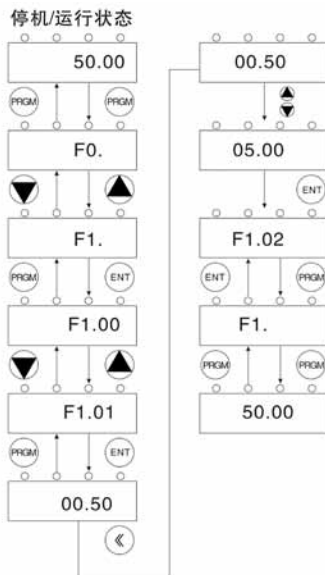 停机/运行状态
50.00
PRGM PRGM
F0.
F1.
PRGM ENT
F1.00
F1.01
PRGM ENT
00.50
00.50
05.00
ENT
F1.02
ENT PRGM
F1.
PRGM PRGM
50.00